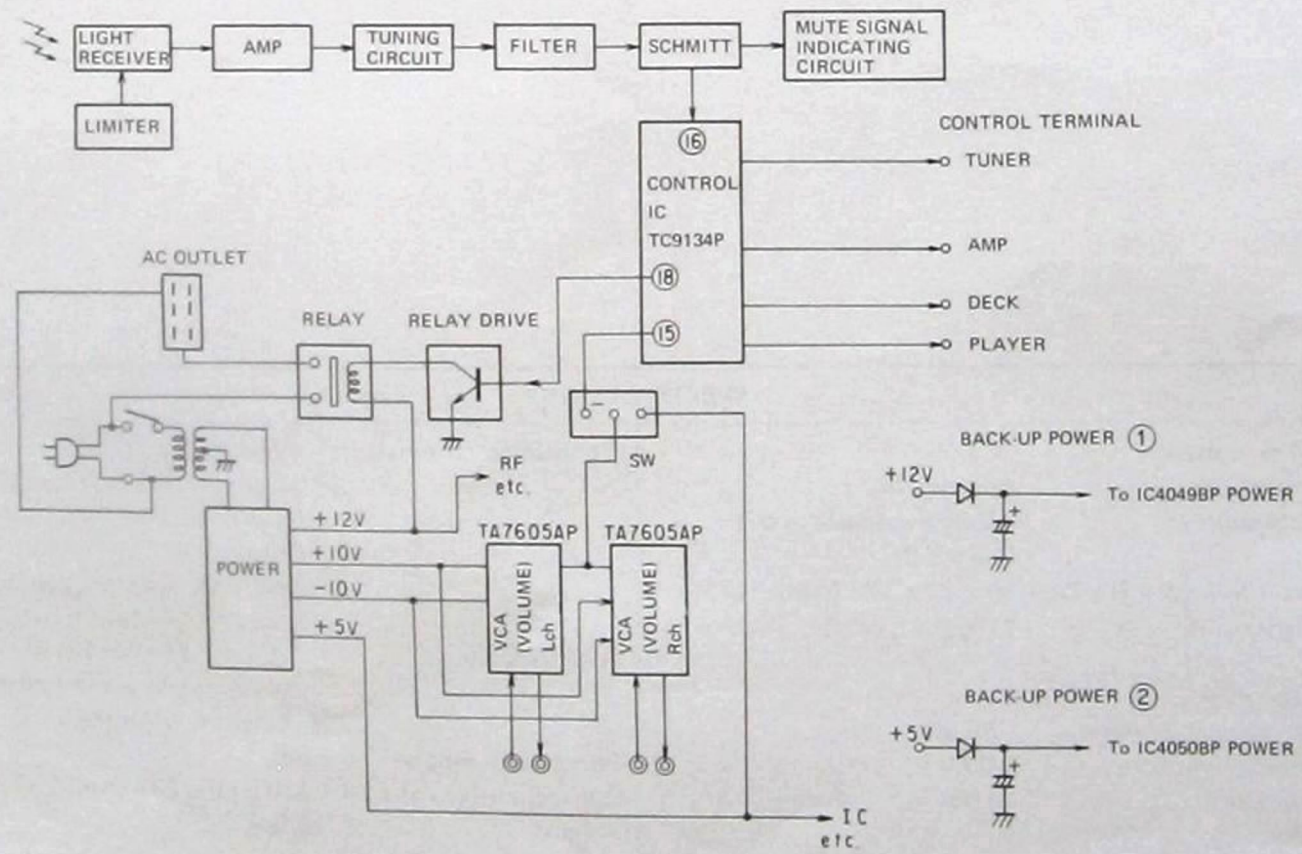 LIGHT
RECEIVER
AMP
TUNING
CIRCUIT
FILTER
SCHMITT
MUTE SIGNAL
INDICATING
CIRCUIT
LIMITER
16
CONTROL
IC
TC9134P
18
15
CONTROL TERMINAL
TUNER
AMP
DECK
PLAYER
AC OUTLET
RELAY
RELAY DRIVE
–
SW
RF
etc.
POWER
+12V
+10V
-10V
+5V
TA7605AP
VCA
(VOLUME)
Lch
TA7605AP
VCA
(VOLUME)
Rch
IC
etc.
BACK-UP POWER 1
+12V
+
To IC4049BP POWER
BACK-UP POWER 2
+5V
+
To IC4050BP POWER